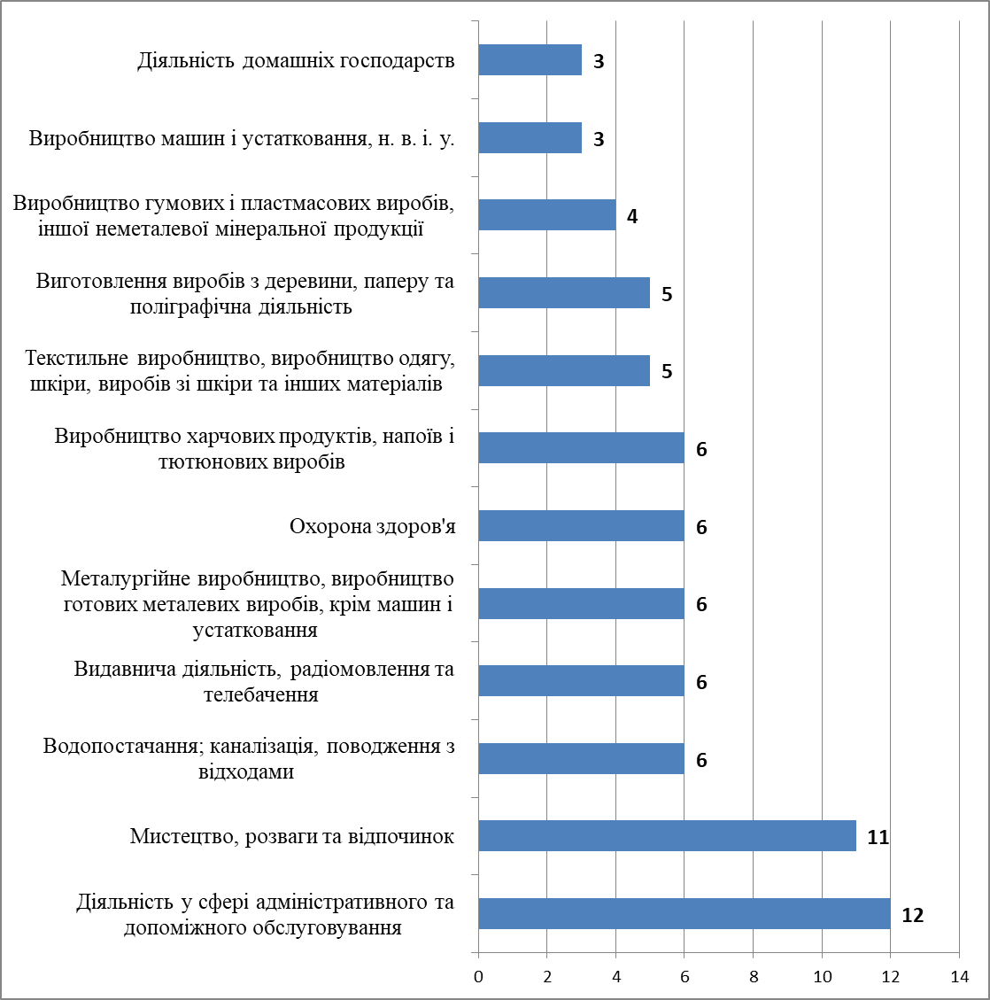 Діяльність домашніх господарств
3
Виробництво машин і устатковання, н. в. і. у.
3
Виробництво гумових і пластмасових виробів,
іншої неметалевої мінеральної продукції
4
Виготовлення виробів з деревини, паперу та
поліграфічна діяльність
5
Текстильне виробництво, виробництво одягу,
шкіри, виробів зі шкіри та інших матеріалів
5
Виробництво харчових продуктів, напоїв і
тютюнових виробів
6
Охорона здоров'я
6
Металургійне виробництво, виробництво
готових металевих виробів, крім машин і
устатковання
6
Видавнича діяльність, радіомовлення та
телебачення
6
Водопостачання; каналізація, поводження з
відходами
6
Мистецтво, розваги та відпочинок
11
Діяльність у сфері адміністративного та
допоміжного обслуговування
12
0 2 4 6 8 10 12 14